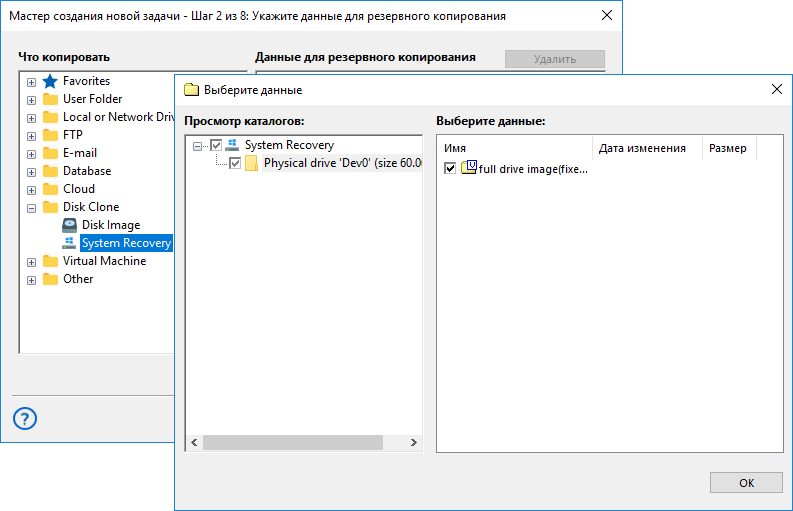 Мастер создания новой задачи - Шаг 2 из 8: Укажите данные для резервного копирования
Что копировать
Данные для резервного копирования
Удалить
Favorites
User Folder
Local or Network Driv
FTP
E-mail
Database
Cloud
Disk Clone
Disk Image
System Recovery
Virtual Machine
Other
?
Выберите данные
Просмотр каталогов:
System Recovery
Physical drive 'Dev0' (size 60.0
Выберите данные:
Имя Дата изменения Размер
full drive image(fixe...
OK